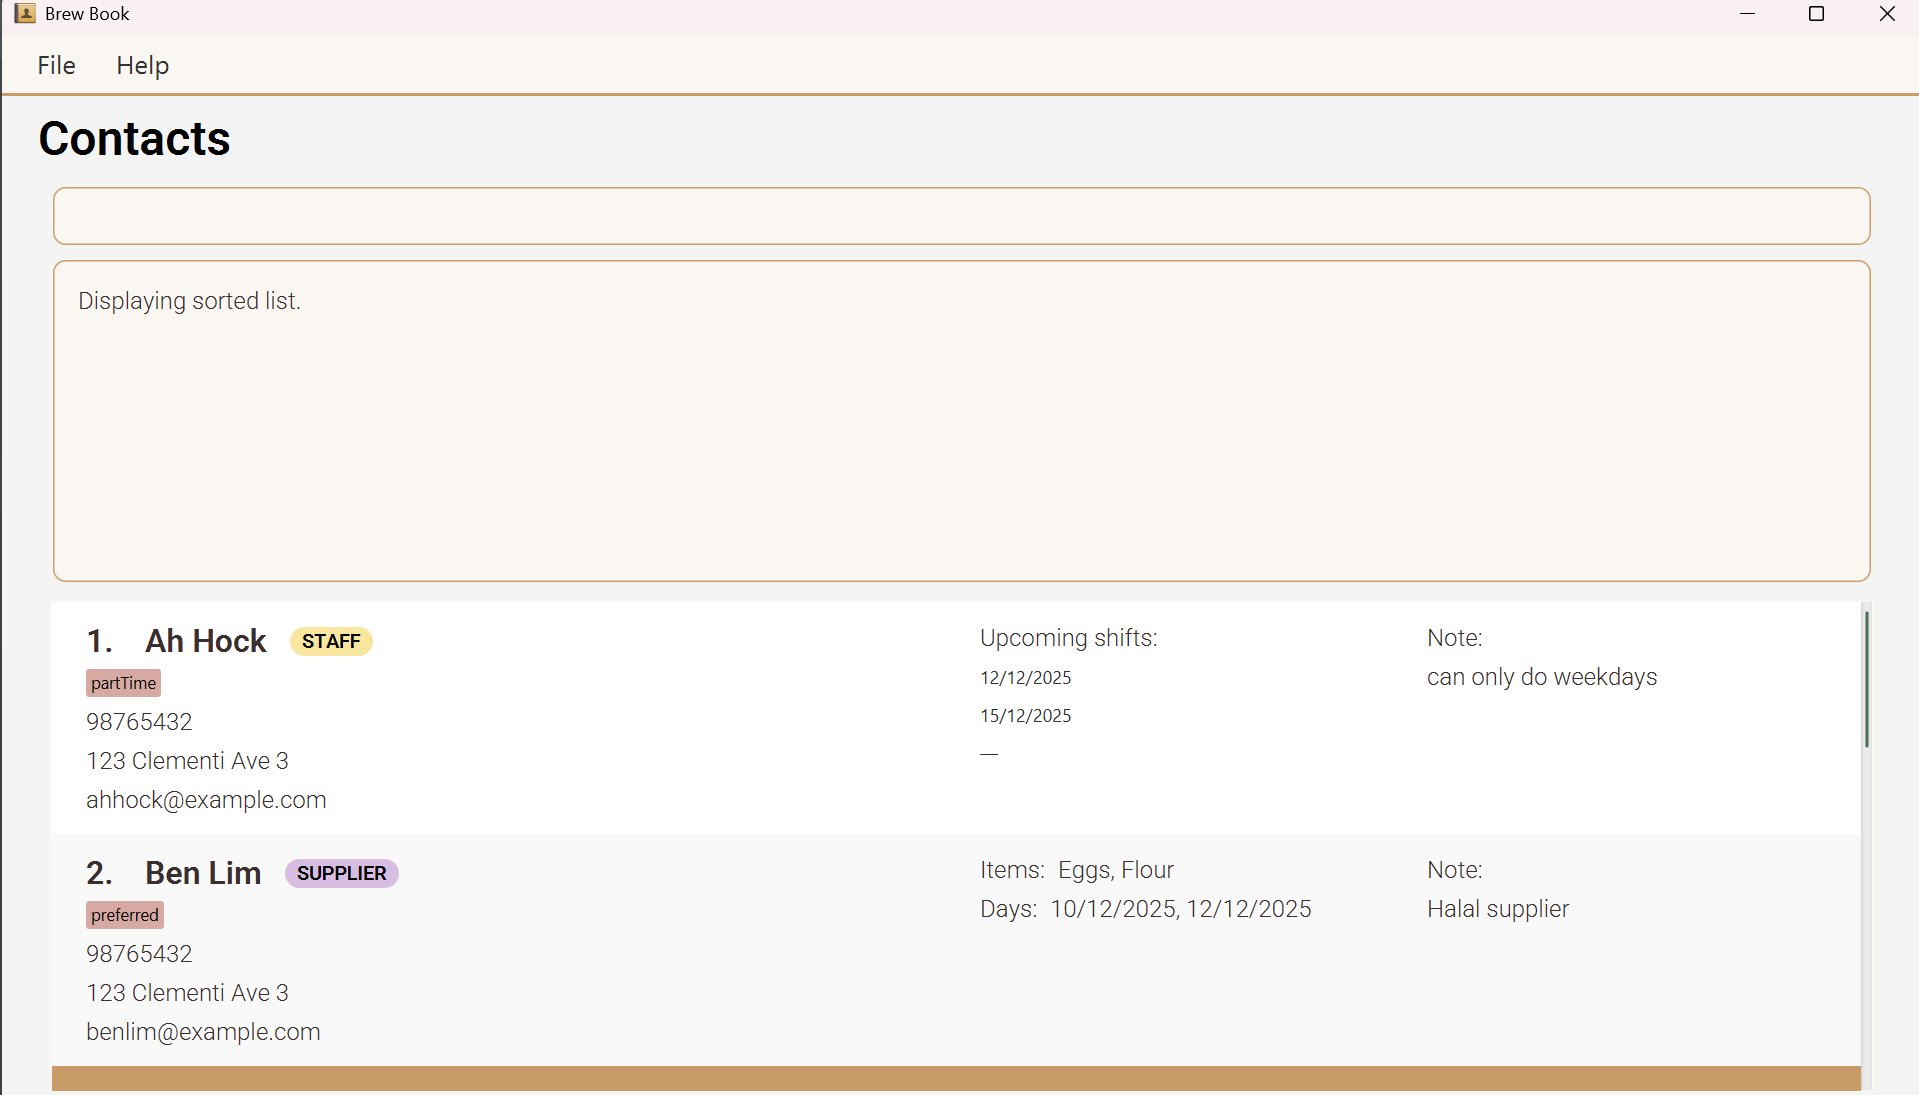 Brew Book
File Help
Contacts
Displaying sorted list.
1. Ah Hock STAFF
partTime
98765432
123 Clementi Ave 3
ahhock@example.com
Upcoming shifts:
12/12/2025
15/12/2025
—
Note:
can only do weekdays
2. Ben Lim SUPPLIER
preferred
98765432
123 Clementi Ave 3
benlim@example.com
Items: Eggs, Flour
Days: 10/12/2025, 12/12/2025
Note:
Halal supplier